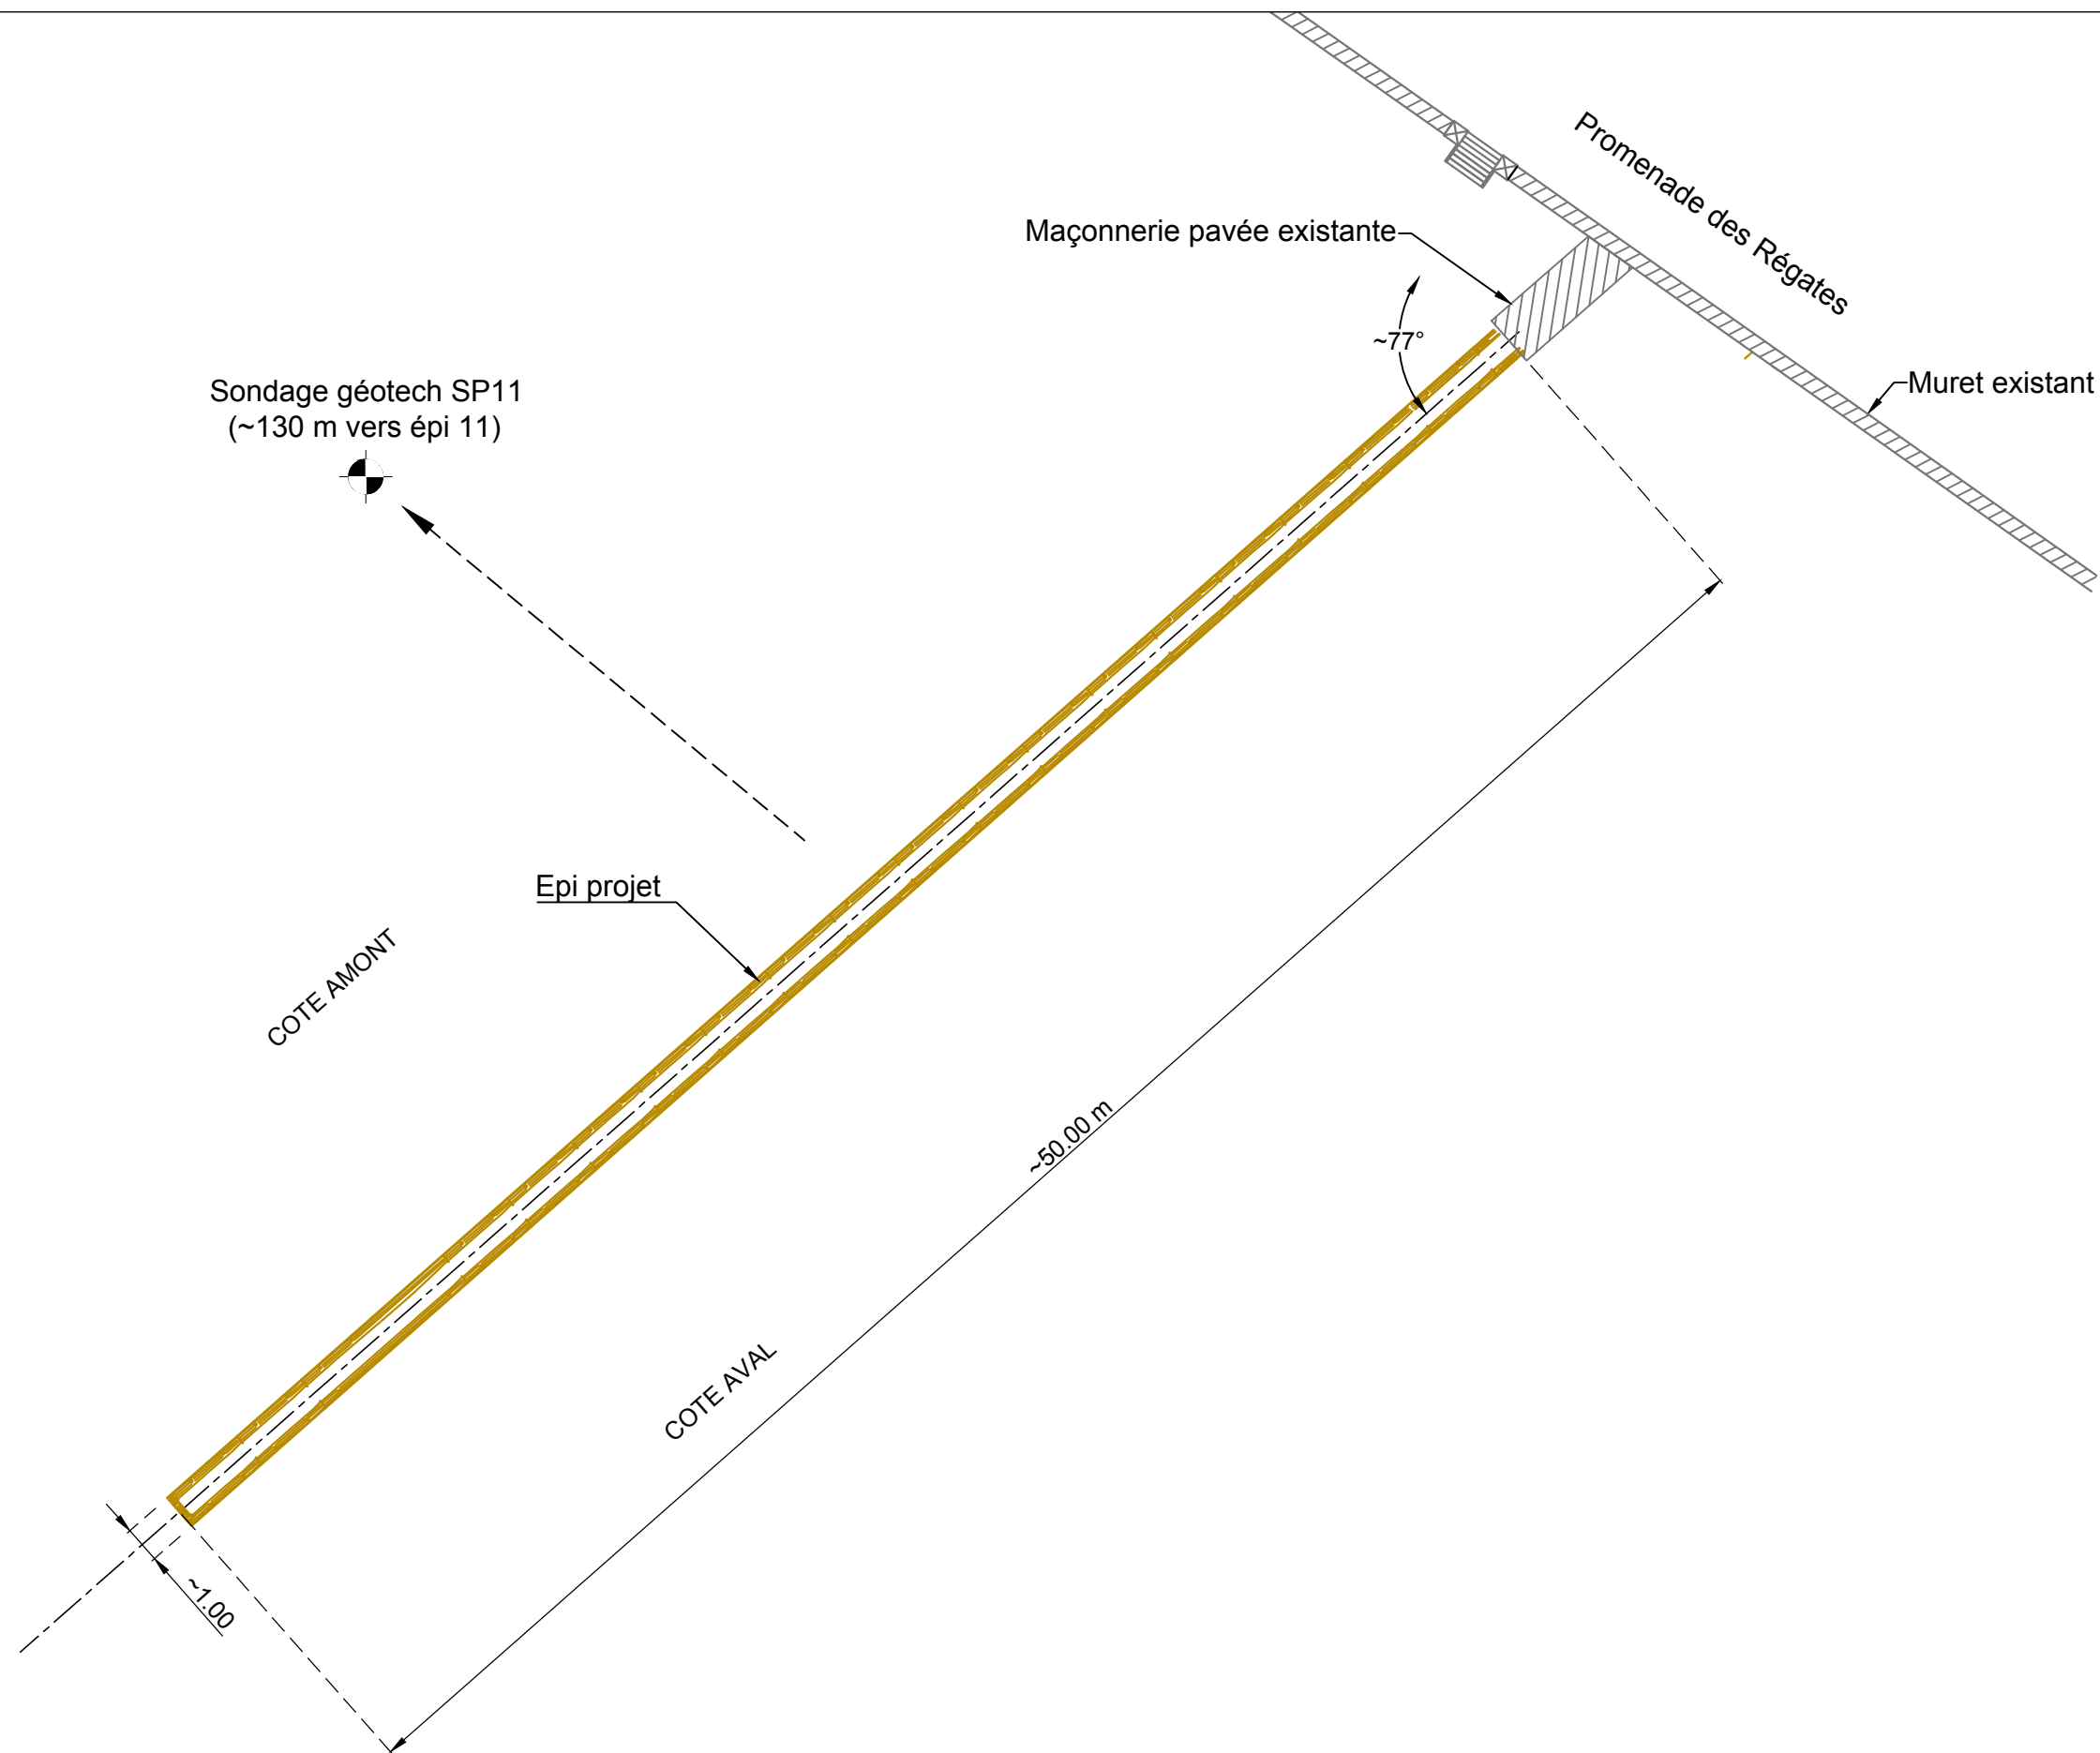 Promenade des Régates
Maçonnerie pavée existante
~77°
Muret existant
Sondage géotech SP11
(~130 m vers épi 11)
Epi projet
COTE AMONT
~50.00 m
COTE AVAL
~1.00